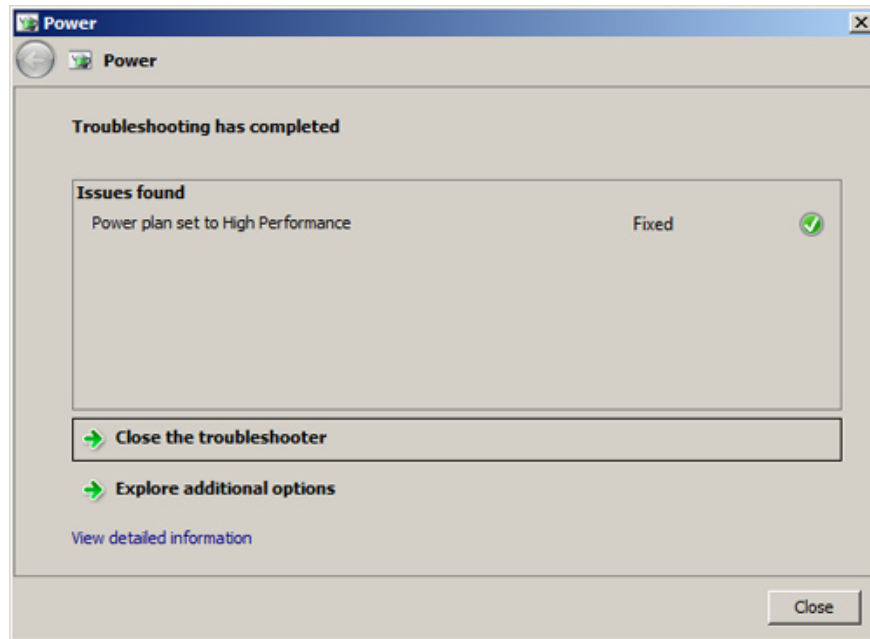 Power
Power
Troubleshooting has completed
Issues found
Power plan set to High Performance Fixed
Close the troubleshooter
Explore additional options
View detailed information
Close